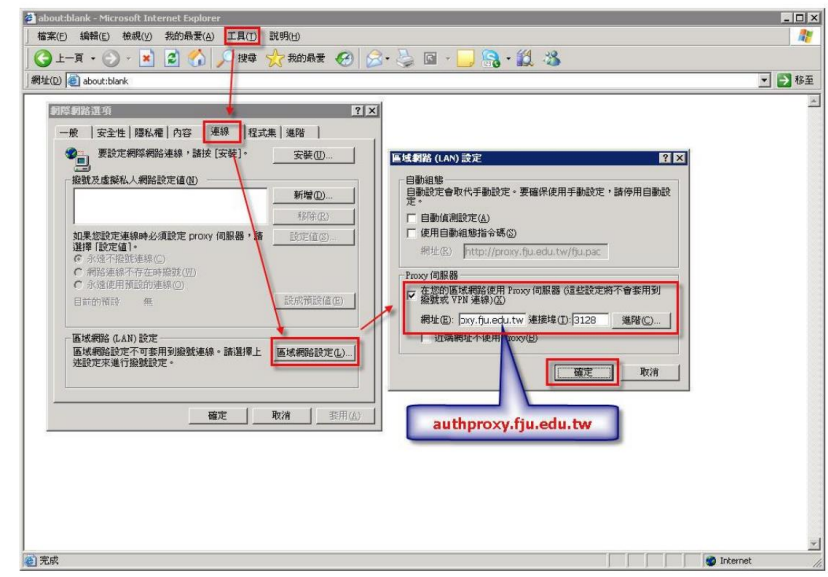 about:blank - Microsoft Internet Explorer
檔案(F) 編輯(E) 檢視(V) 我的最愛(A) 工具(T) 說明(H)
上一頁 搜尋 我的最愛
網址(D) about:blank 移至
網際網路選項
一般 安全性 隱私權 內容 連線 程式集 進階
要設定網際網路連線，請按 [安裝]。 安裝(U)...
撥號及虛擬私人網路設定值(N)
新增(D)...
移除(R)
如果您設定連線時必須設定 proxy 伺服器，請
選擇 [設定值]。
設定值(S)...
永遠不撥號連線(C)
網路連線不存在時撥號(W)
永遠使用預設的連線(O)
目前的預設 無 設成預設值(E)
區域網路 (LAN) 設定
區域網路設定不可套用到撥號連線。請選擇上
述設定來進行撥號設定。
區域網路設定(L)...
確定 取消 套用(A)
區域網路 (LAN) 設定
自動組態
自動設定會取代手動設定。要確保使用手動設定，請停用自動設
定。
自動偵測設定(A)
使用自動組態指令碼(S)
網址(R) http://proxy.fju.edu.tw/fju.pac
Proxy 伺服器
在您的區域網路使用 Proxy 伺服器 (這些設定將不會套用到
撥號或 VPN 連線)(X)
網址(E): oxy.fju.edu.tw 連接埠(T): 3128 進階(C)...
近端網址不使用 Proxy(B)
確定 取消
authproxy.fju.edu.tw
完成 Internet